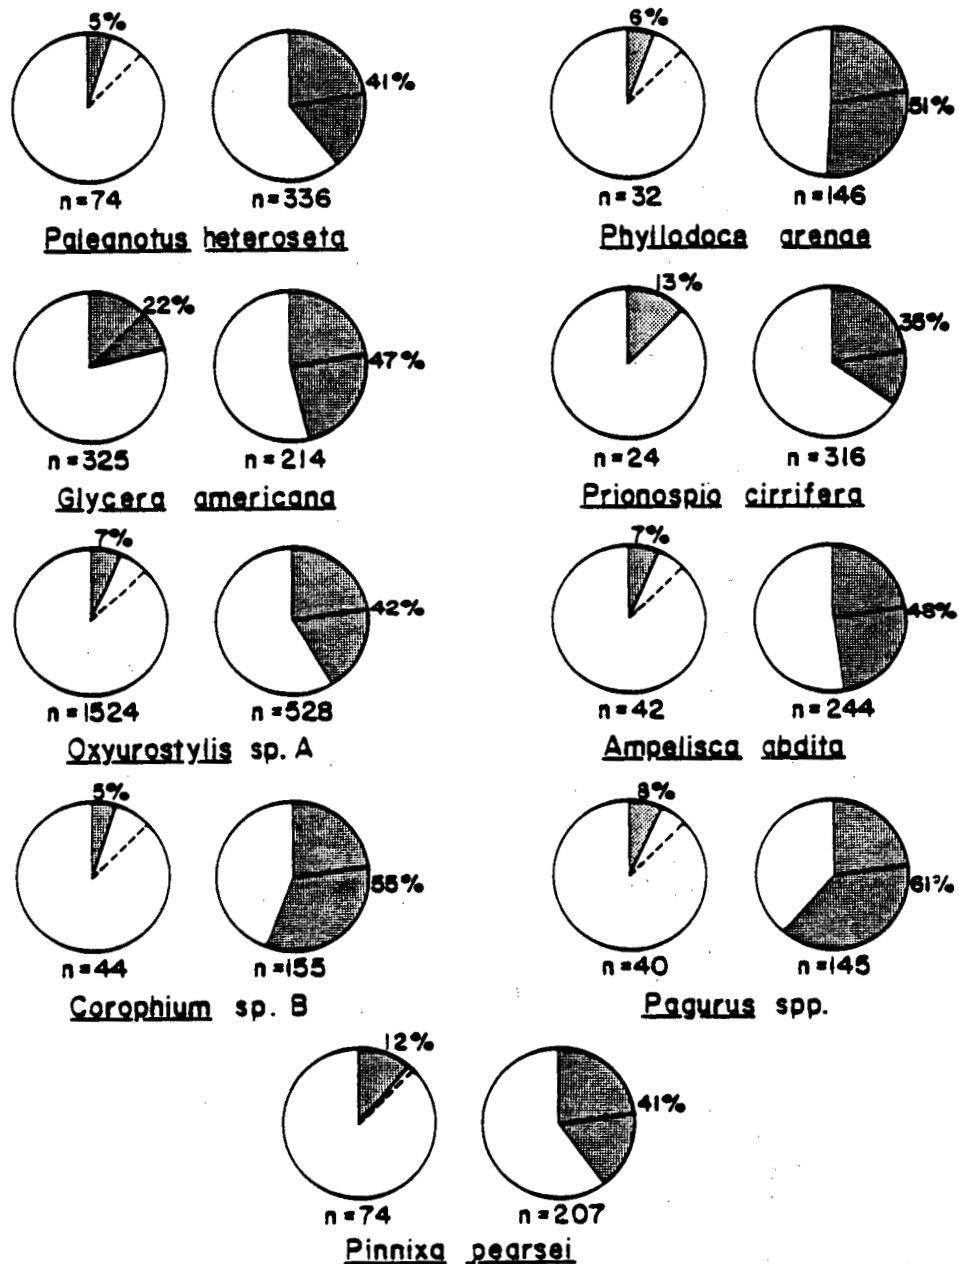 5%
41%
6%
51%
n=74
n=336
n=32
n=146
Paleanotus heteroseta
Phyllodoce arenae
22%
47%
13%
35%
n=325
n=214
n=24
n=316
Glycera americana
Prionospio cirrifera
7%
42%
7%
48%
n=1524
n=528
n=42
n=244
Oxyurostylis sp. A
Ampelisca abdita
5%
55%
8%
61%
n=44
n=155
n=40
n=145
Corophium sp. B
Pagurus spp.
12%
41%
n=74
n=207
Pinnixa pearsei